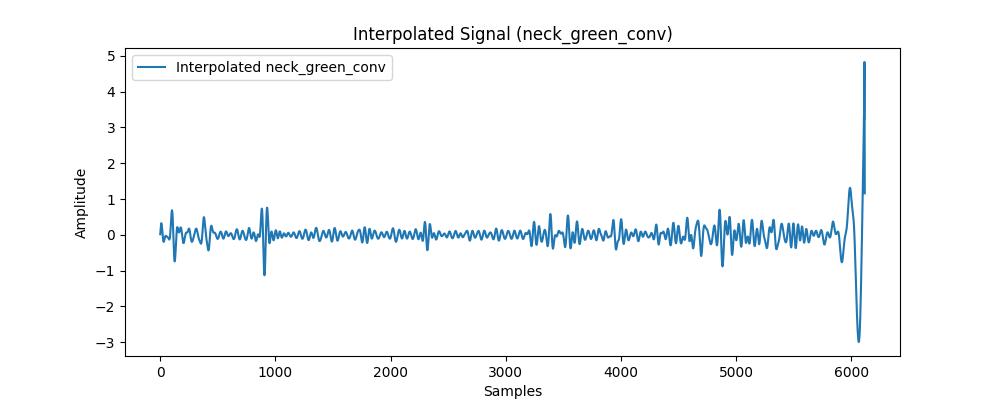 Interpolated Signal (neck_green_conv)
Interpolated neck_green_conv
5
4
3
2
1
0
−1
−2
−3
Amplitude
0 1000 2000 3000 4000 5000 6000
Samples